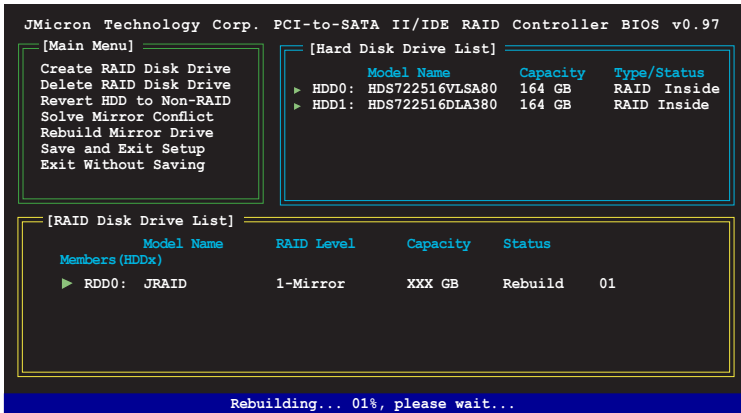 JMicron Technology Corp. PCI-to-SATA II/IDE RAID Controller BIOS v0.97
[Main Menu]
Create RAID Disk Drive
Delete RAID Disk Drive
Revert HDD to Non-RAID
Solve Mirror Conflict
Rebuild Mirror Drive
Save and Exit Setup
Exit Without Saving
[Hard Disk Drive List]
Model Name Capacity Type/Status
HDD0: HDS722516VLSA80 164 GB RAID Inside
HDD1: HDS722516DLA380 164 GB RAID Inside
[RAID Disk Drive List]
Model Name RAID Level Capacity Status
Members(HDDx)
RDD0: JRAID 1-Mirror XXX GB Rebuild 01
Rebuilding... 01%, please wait...